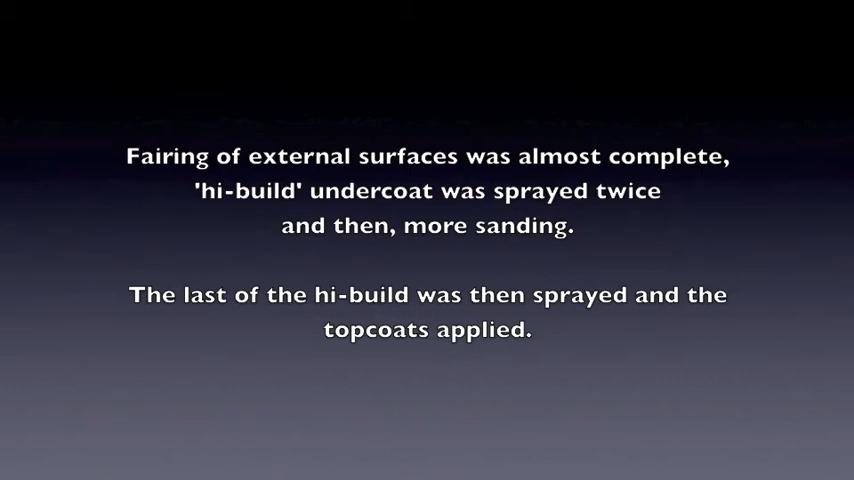 Fairing of external surfaces was almost complete,
'hi-build' undercoat was sprayed twice
and then, more sanding.
The last of the hi-build was then sprayed and the
topcoats applied.